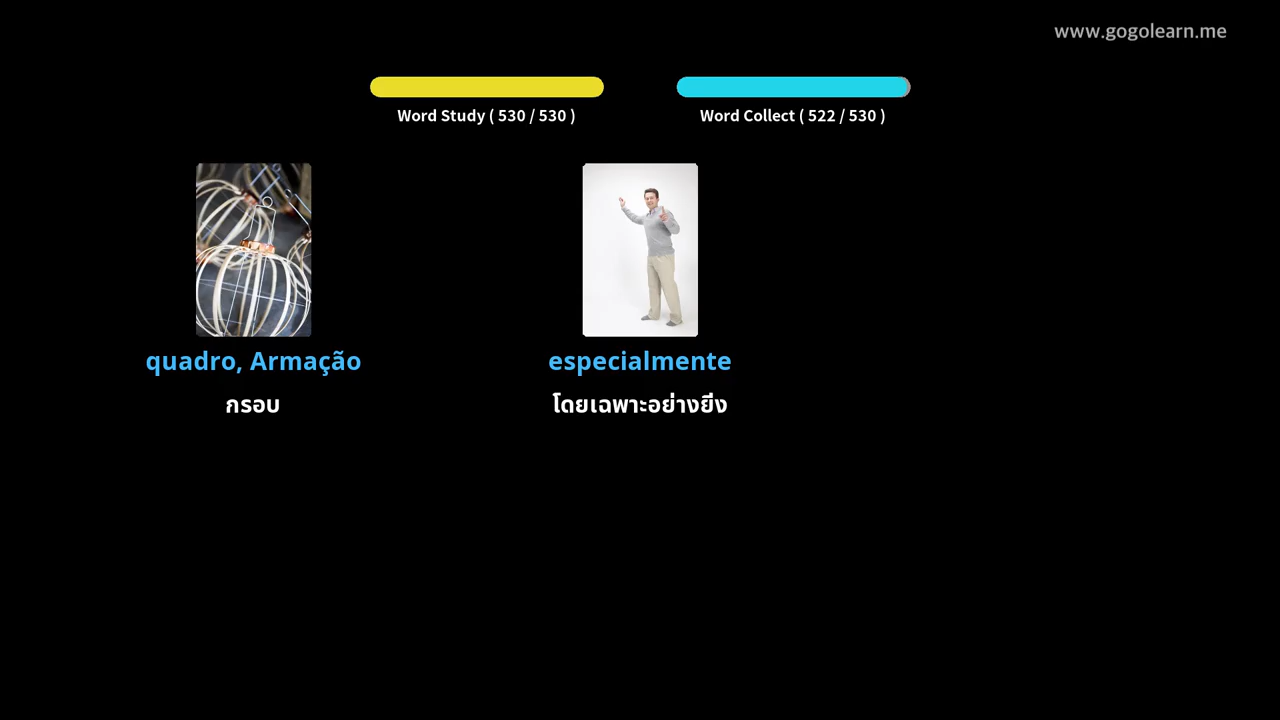 www.gogolearn.me
Word Study ( 530 / 530 )
Word Collect ( 522 / 530 )
quadro, Armação
กรอบ
especialmente
โดยเฉพาะอย่างยิ่ง